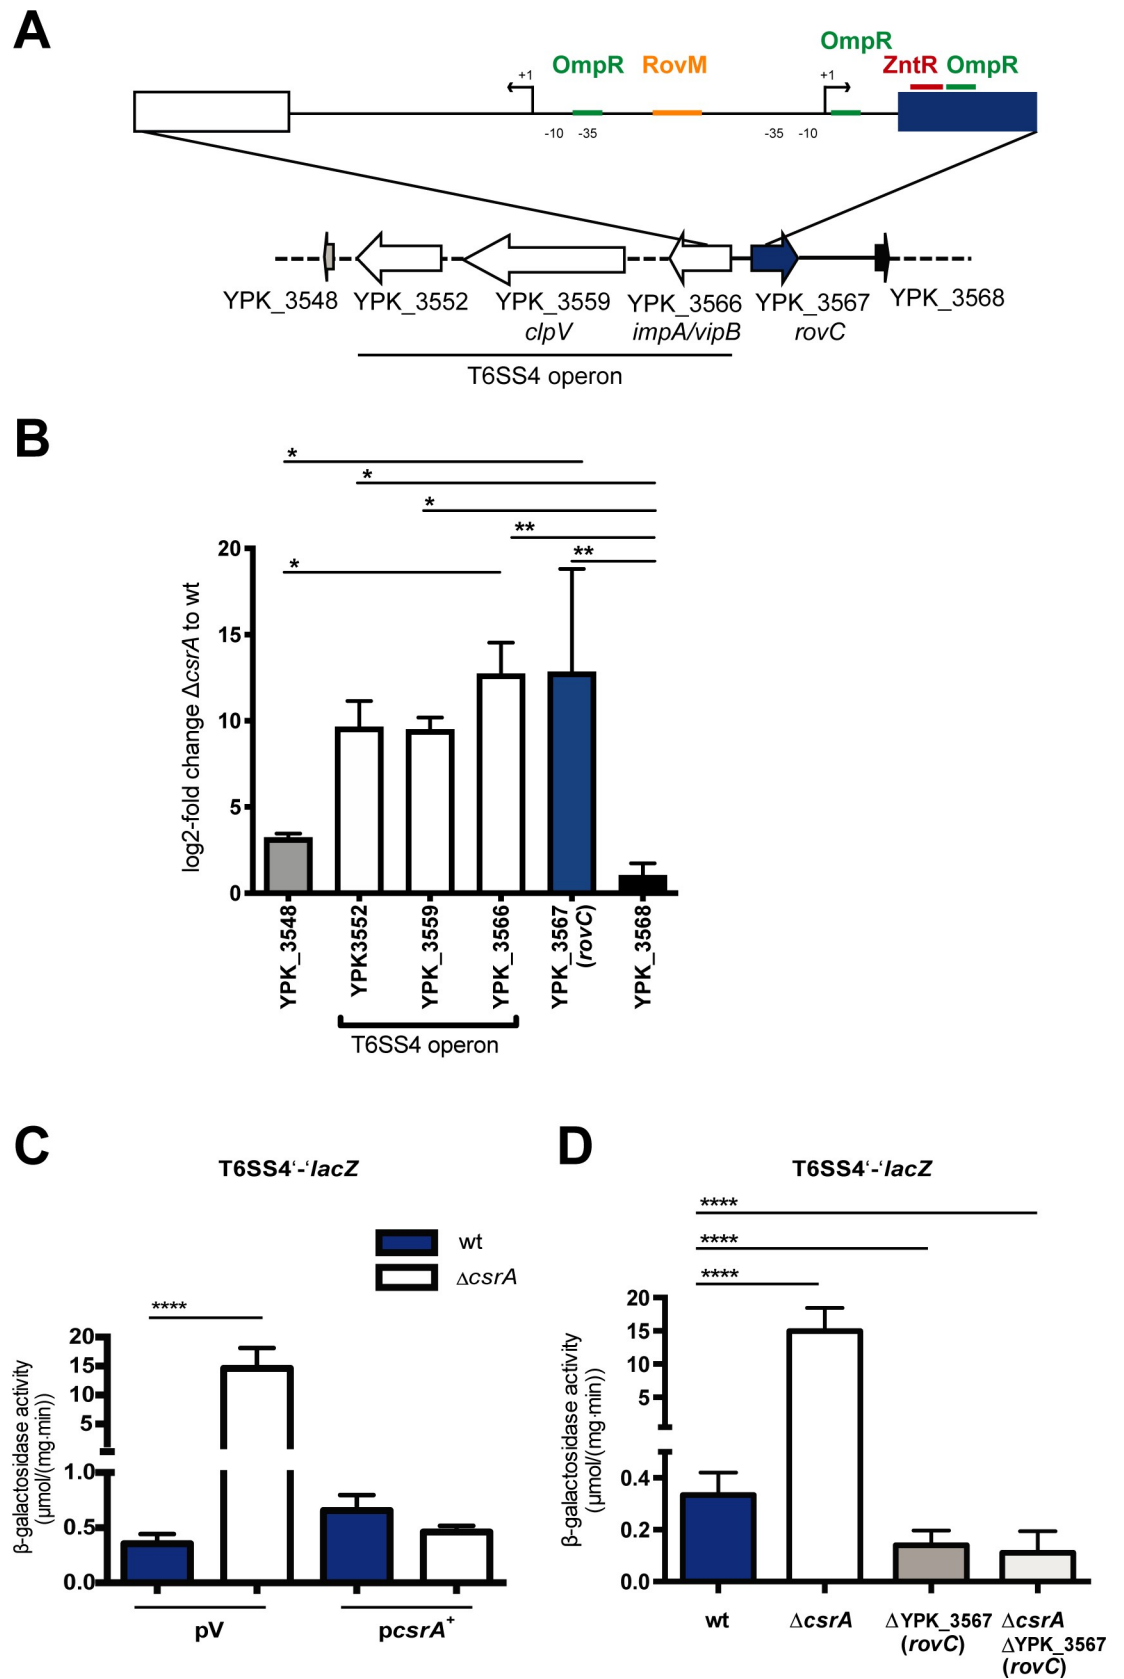 A
OmpR
OmpR RovM ZntR OmpR
+1 +1
-10 -35 -35 -10
YPK_3548 YPK_3552 YPK_3559 YPK_3566 YPK_3567 YPK_3568
clpV impA/vipB rovC
T6SS4 operon
B
*
*
*
**
**
*
log2-fold change ΔcsrA to wt
20
15
10
5
0
YPK_3548
YPK3552
YPK_3559
YPK_3566
YPK_3567
(rovC)
YPK_3568
T6SS4 operon
C
T6SS4‘-‘lacZ
wt
ΔcsrA
****
β-galactosidase activity
(µmol/(mg·min))
20
15
10
5
1.0
0.5
0.0
pV pcsrA+
D
T6SS4‘-‘lacZ
****
****
****
β-galactosidase activity
(µmol/(mg·min))
20
15
10
5
0.4
0.2
0.0
wt
ΔcsrA
ΔYPK_3567
(rovC)
ΔcsrA
ΔYPK_3567
(rovC)